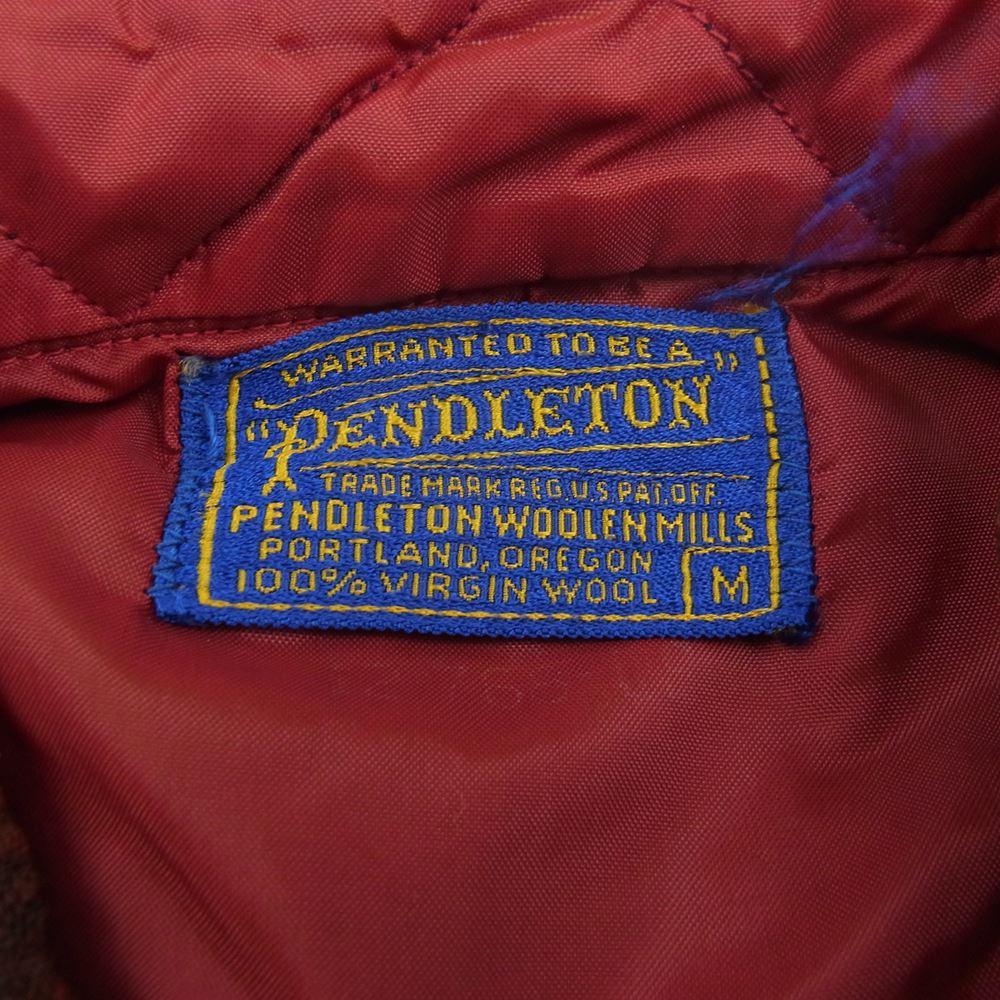 WARRANTED TO BE A
"PENDLETON"
TRADE MARK REG. U.S. PAT. OFF.
PENDLETON WOOLEN MILLS
PORTLAND, OREGON
100% VIRGIN WOOL M